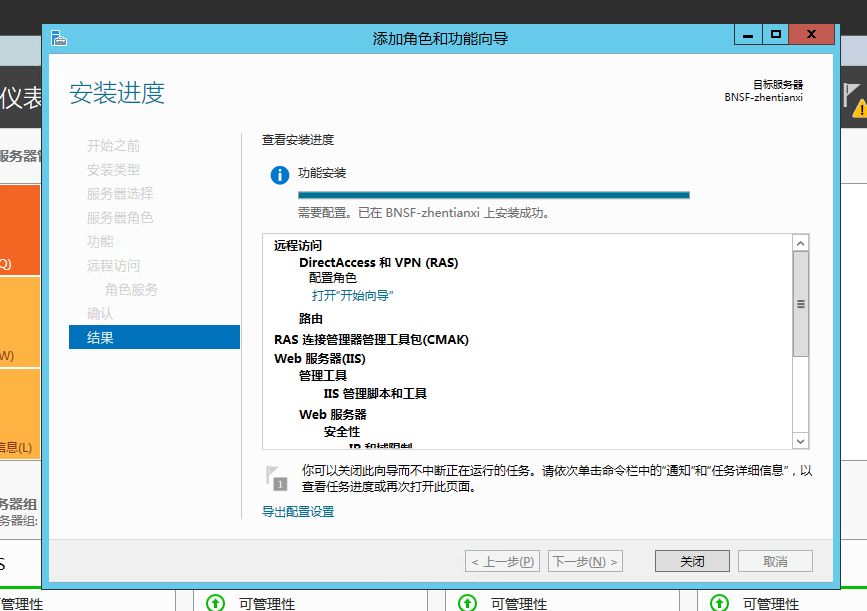 添加角色和功能向导
仪表
安装进度
目标服务器
BNSF-zhentianxi
服务器管
开始之前
安装类型
服务器选择
服务器角色
功能
远程访问
角色服务
确认
结果
查看安装进度
功能安装
需要配置。已在 BNSF-zhentianxi 上安装成功。
远程访问
DirectAccess 和 VPN (RAS)
配置角色
打开“开始向导”
路由
RAS 连接管理器管理工具包(CMAK)
Web 服务器(IIS)
管理工具
IIS 管理脚本和工具
Web 服务器
安全性
IP 和域限制
Q)
W)
信息(L)
1
你可以关闭此向导而不中断正在运行的任务。请依次单击命令栏中的“通知”和“任务详细信息”，以
查看任务进度或再次打开此页面。
导出配置设置
务器组
务器组:
S
< 上一步(P)
下一步(N) >
关闭
取消
管理性
可管理性
可管理性
可管理性